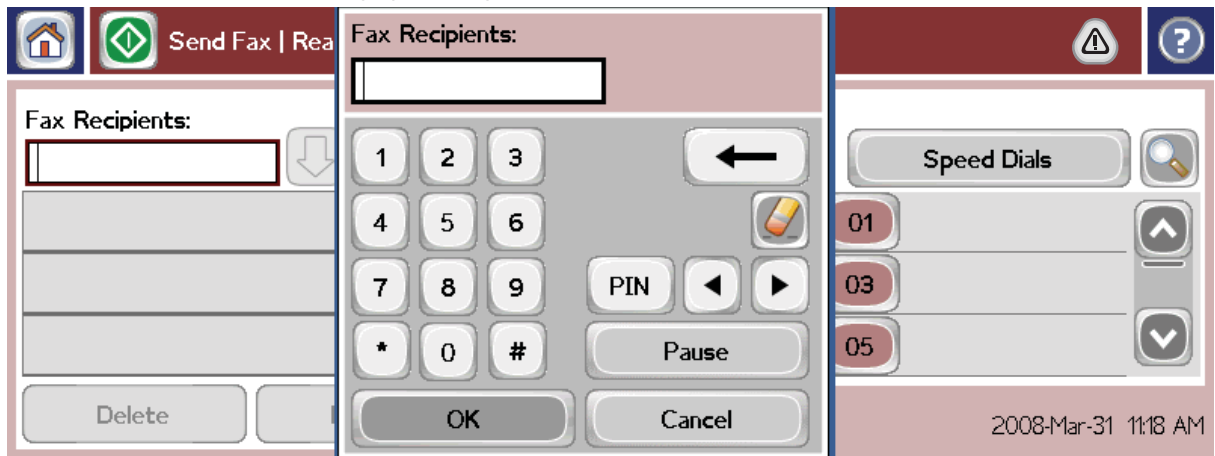 Send Fax | Rea
Fax Recipients:
Fax Recipients:
Speed Dials
1 2 3
4 5 6
7 8 9
* 0 #
PIN
Pause
OK
Cancel
01
03
05
Delete
2008-Mar-31 11:18 AM